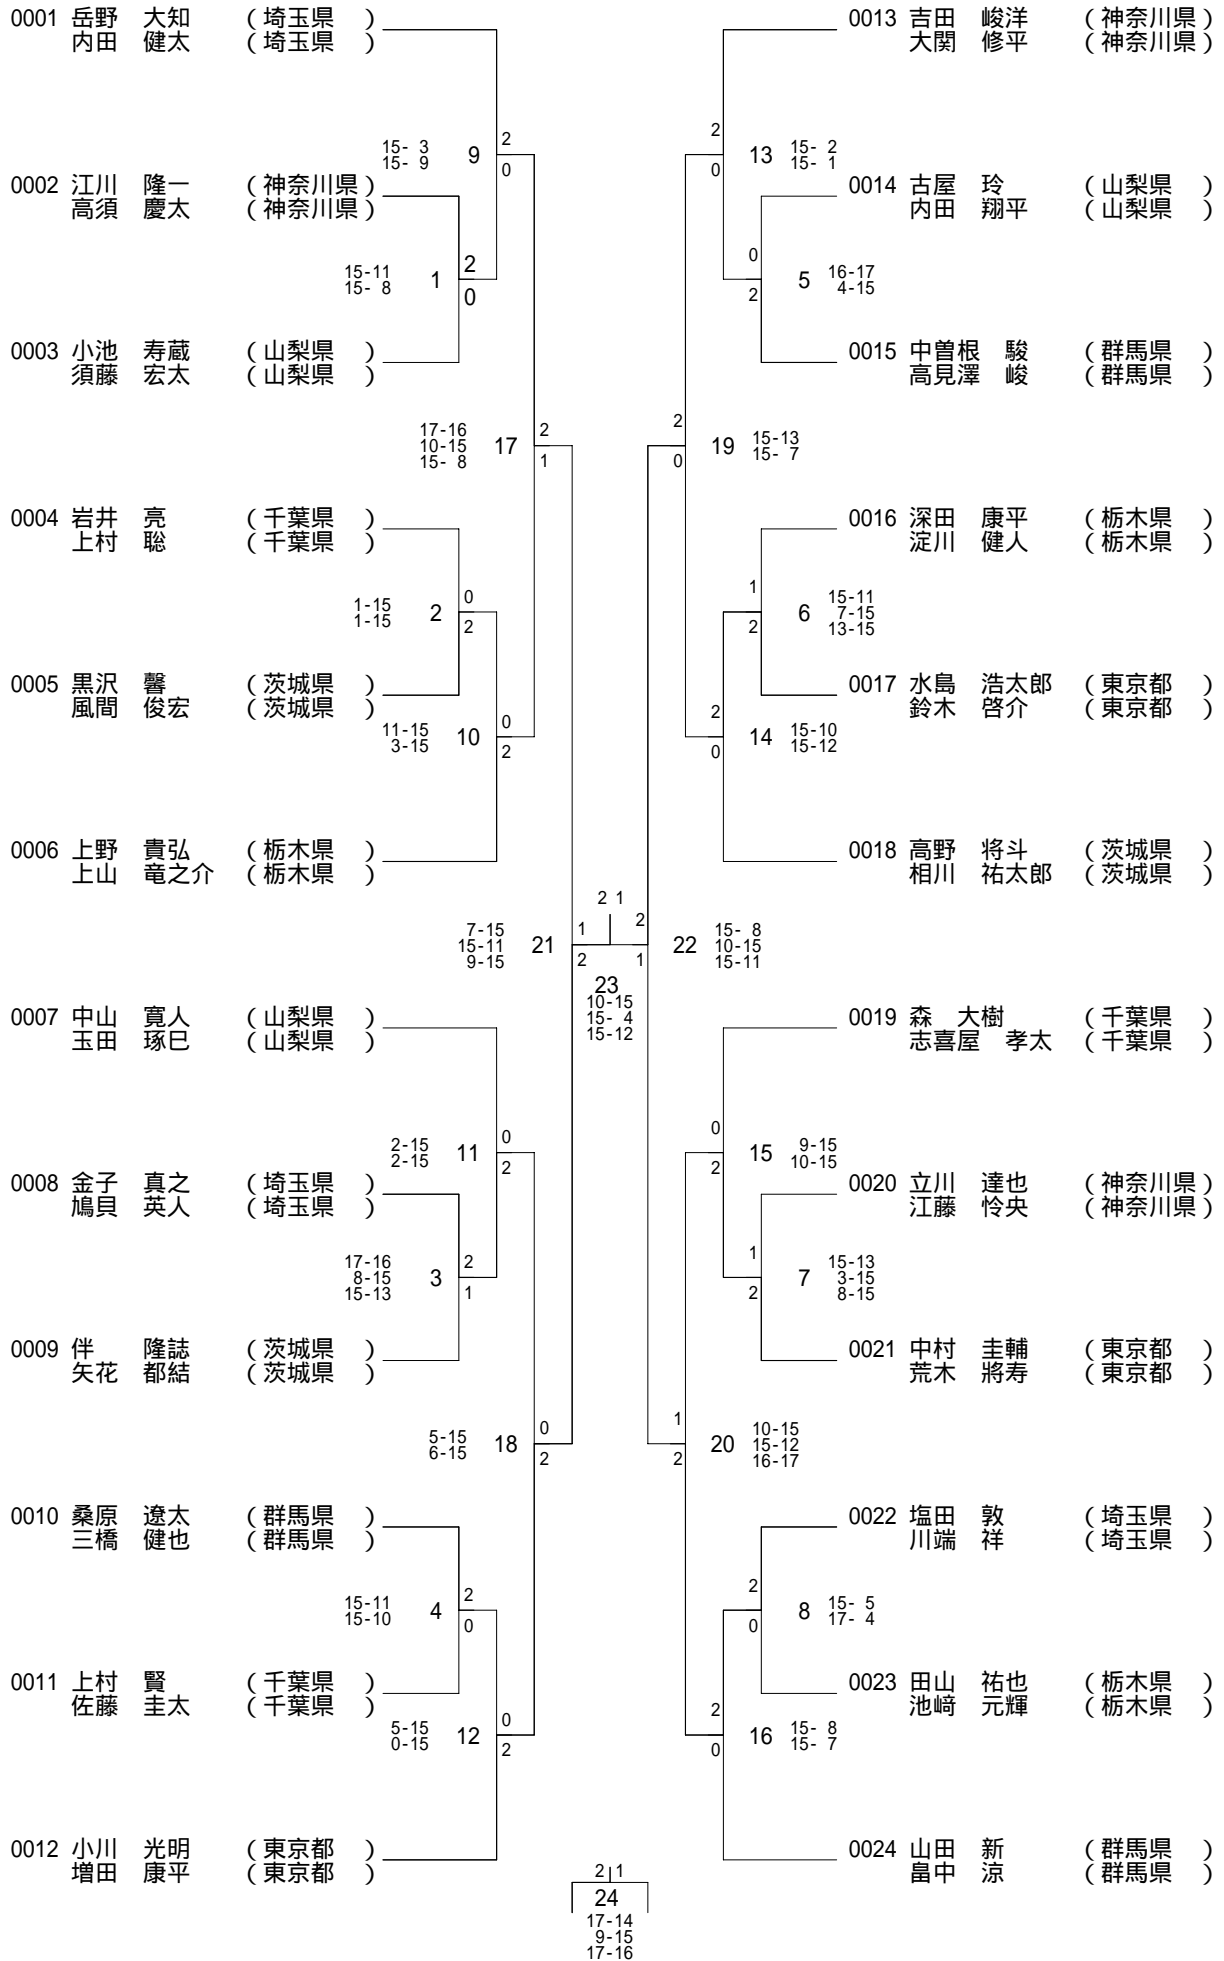 0001 岳野　大知　　（埼玉県　）
内田　健太　　（埼玉県　）
15- 3
15- 9
9
2
0
0002 江川　隆一　　（神奈川県）
高須　慶太　　（神奈川県）
15-11
15- 8
1
2
0
0003 小池　寿蔵　　（山梨県　）
須藤　宏太　　（山梨県　）
17-16
10-15
15- 8
17
2
1
0004 岩井　亮　　　（千葉県　）
上村　聡　　　（千葉県　）
1-15
1-15
2
0
2
0005 黒沢　馨　　　（茨城県　）
風間　俊宏　　（茨城県　）
11-15
3-15
10
0
2
0006 上野　貴弘　　（栃木県　）
上山　竜之介　（栃木県　）
7-15
15-11
9-15
21
1
2
2 1
23
10-15
15- 4
15-12
0007 中山　寛人　　（山梨県　）
玉田　琢巳　　（山梨県　）
2-15
2-15
11
0
2
0008 金子　真之　　（埼玉県　）
鳩貝　英人　　（埼玉県　）
17-16
8-15
15-13
3
2
1
0009 伴　　隆誌　　（茨城県　）
矢花　都結　　（茨城県　）
5-15
6-15
18
0
2
0010 桑原　遼太　　（群馬県　）
三橋　健也　　（群馬県　）
15-11
15-10
4
2
0
0011 上村　賢　　　（千葉県　）
佐藤　圭太　　（千葉県　）
5-15
0-15
12
0
2
0012 小川　光明　　（東京都　）
増田　康平　　（東京都　）
2 1
24
17-14
9-15
17-16
0013 吉田　峻洋　　（神奈川県）
大関　修平　　（神奈川県）
2
0
13
15- 2
15- 1
0014 古屋　玲　　　（山梨県　）
内田　翔平　　（山梨県　）
0
2
5
16-17
4-15
0015 中曽根　駿　　（群馬県　）
高見澤　峻　　（群馬県　）
2
0
19
15-13
15- 7
0016 深田　康平　　（栃木県　）
淀川　健人　　（栃木県　）
1
2
6
15-11
7-15
13-15
0017 水島　浩太郎　（東京都　）
鈴木　啓介　　（東京都　）
2
0
14
15-10
15-12
0018 高野　将斗　　（茨城県　）
相川　祐太郎　（茨城県　）
2
1
22
15- 8
10-15
15-11
0019 森　大樹　　　（千葉県　）
志喜屋　孝太　（千葉県　）
0
2
15
9-15
10-15
0020 立川　達也　　（神奈川県）
江藤　怜央　　（神奈川県）
1
2
7
15-13
3-15
8-15
0021 中村　圭輔　　（東京都　）
荒木　將寿　　（東京都　）
1
2
20
10-15
15-12
16-17
0022 塩田　敦　　　（埼玉県　）
川端　祥　　　（埼玉県　）
2
0
8
15- 5
17- 4
0023 田山　祐也　　（栃木県　）
池﨑　元輝　　（栃木県　）
2
0
16
15- 8
15- 7
0024 山田　新　　　（群馬県　）
畠中　涼　　　（群馬県　）